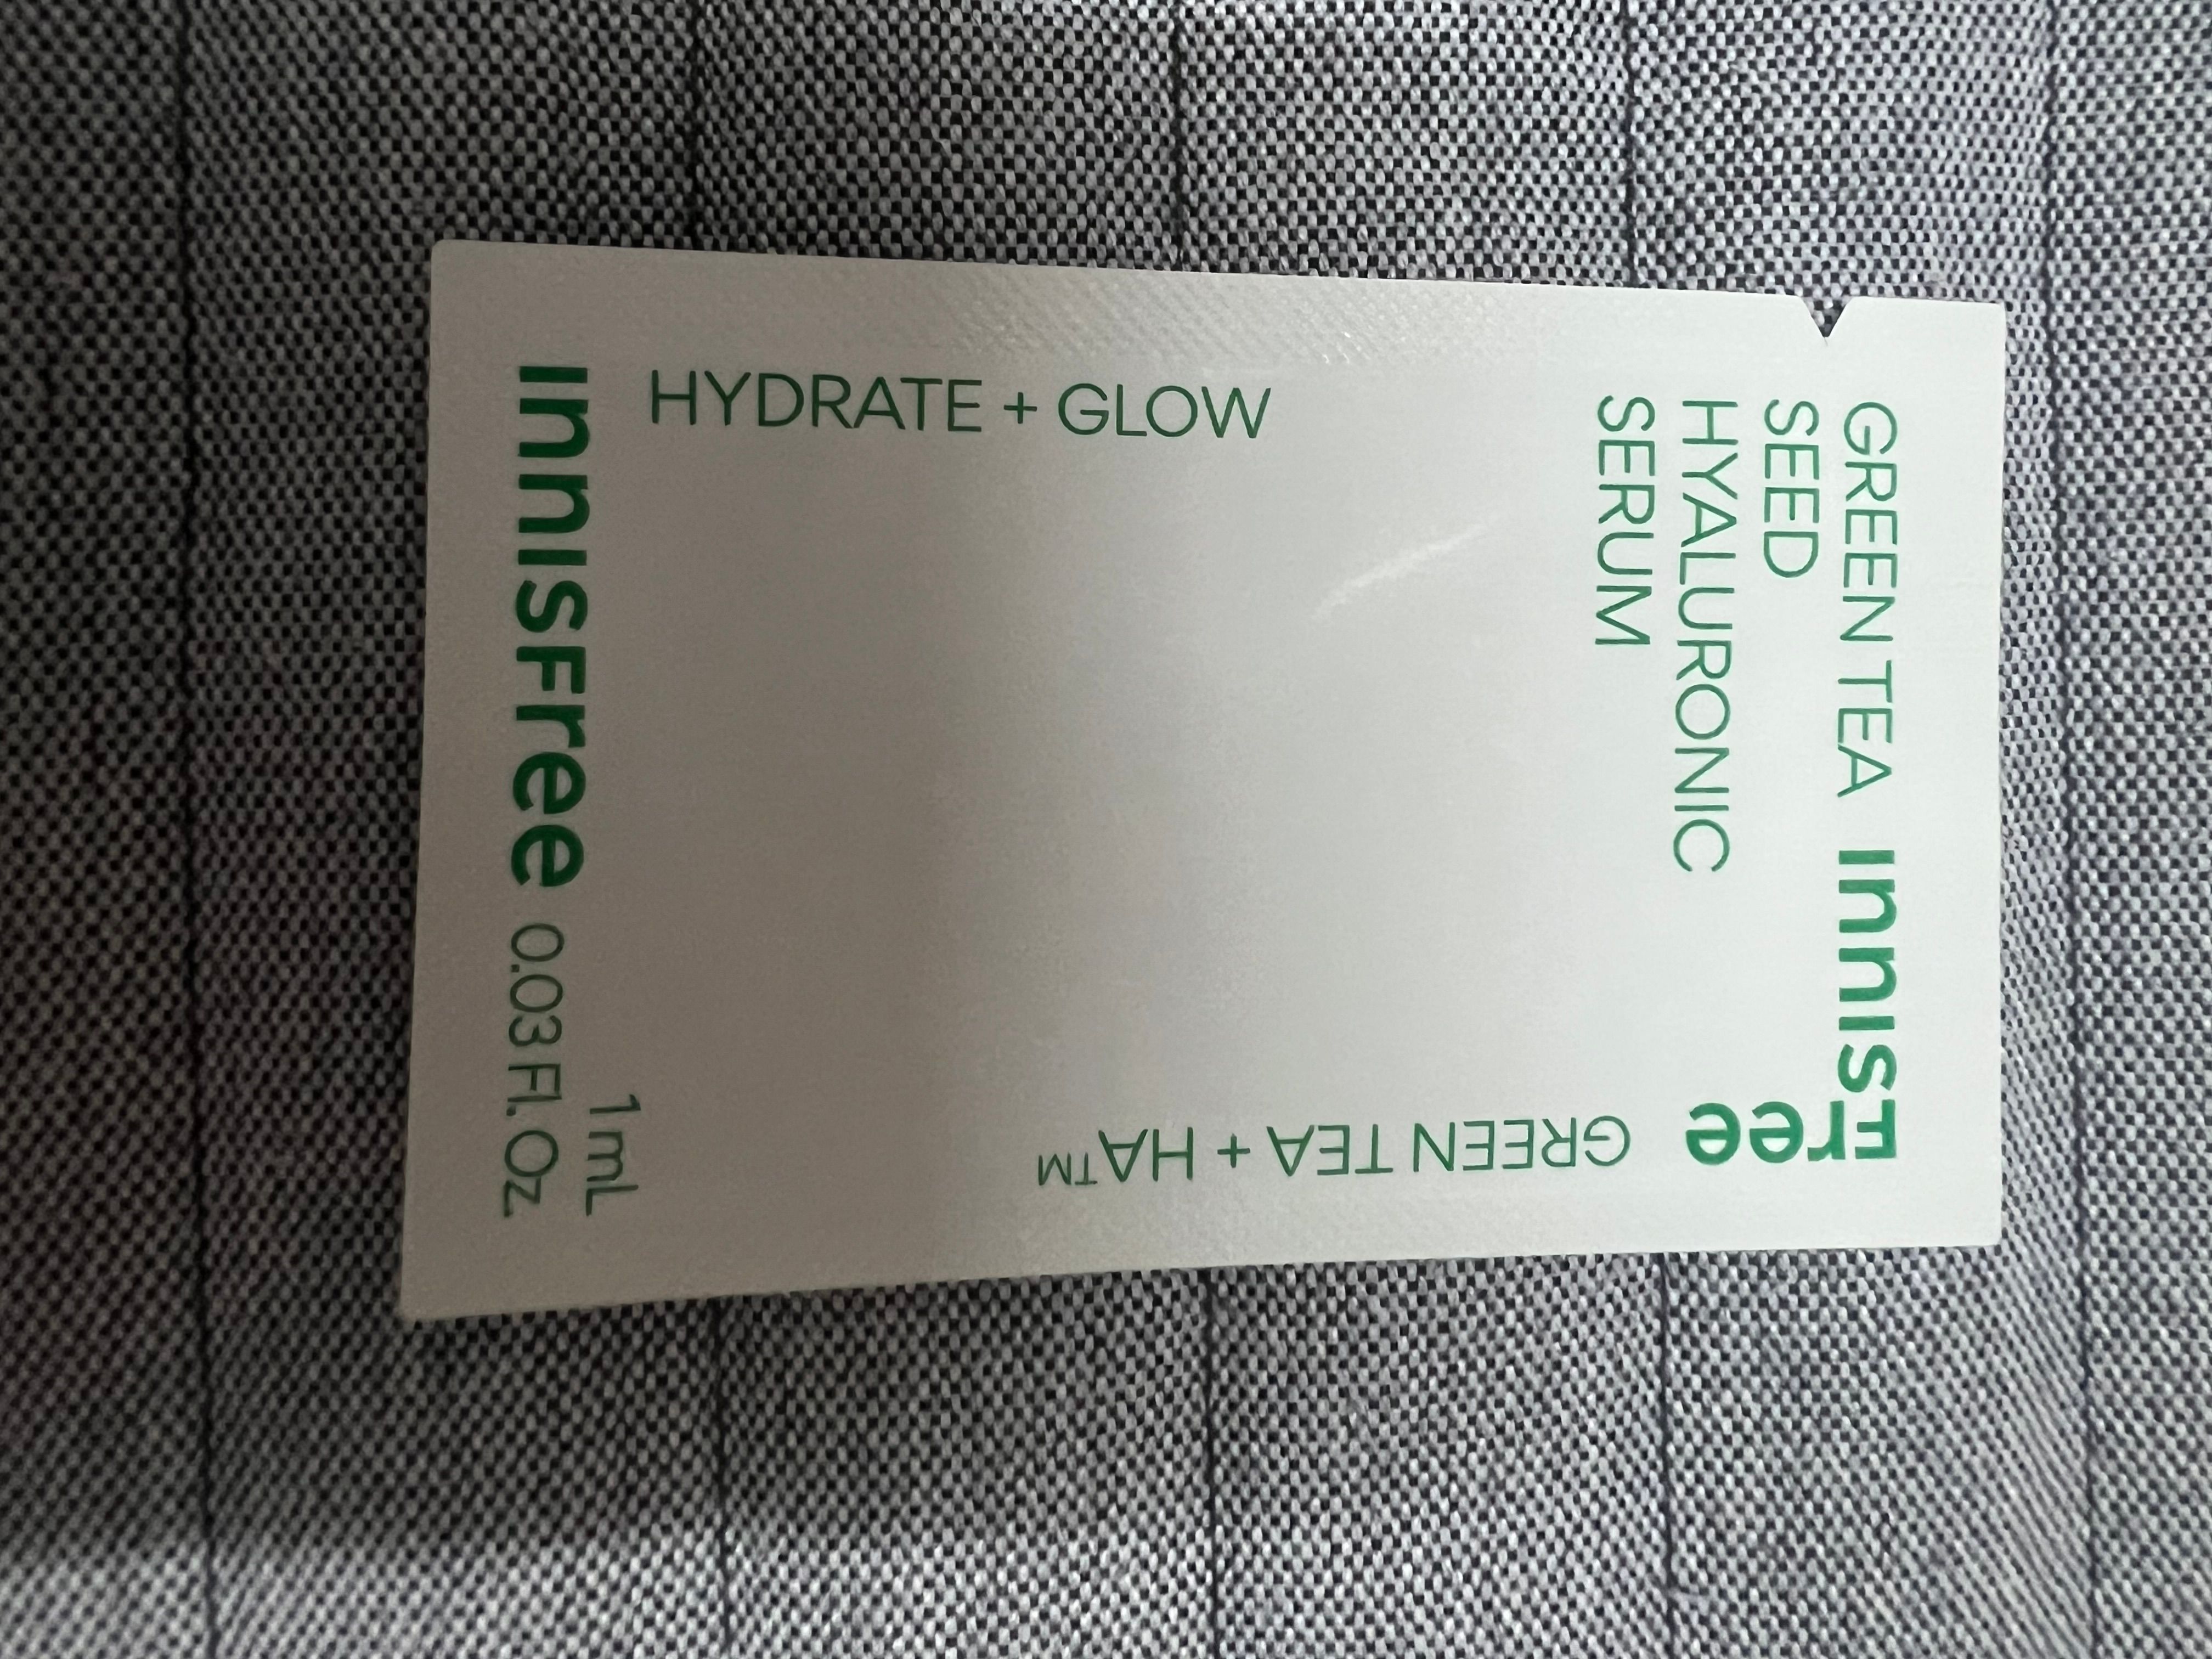 GREEN TEA
SEED
HYALURONIC
SERUM
InnISFree
GREEN TEA + HA™
HYDRATE + GLOW
InnISFree
0.03 Fl. Oz
1 mL